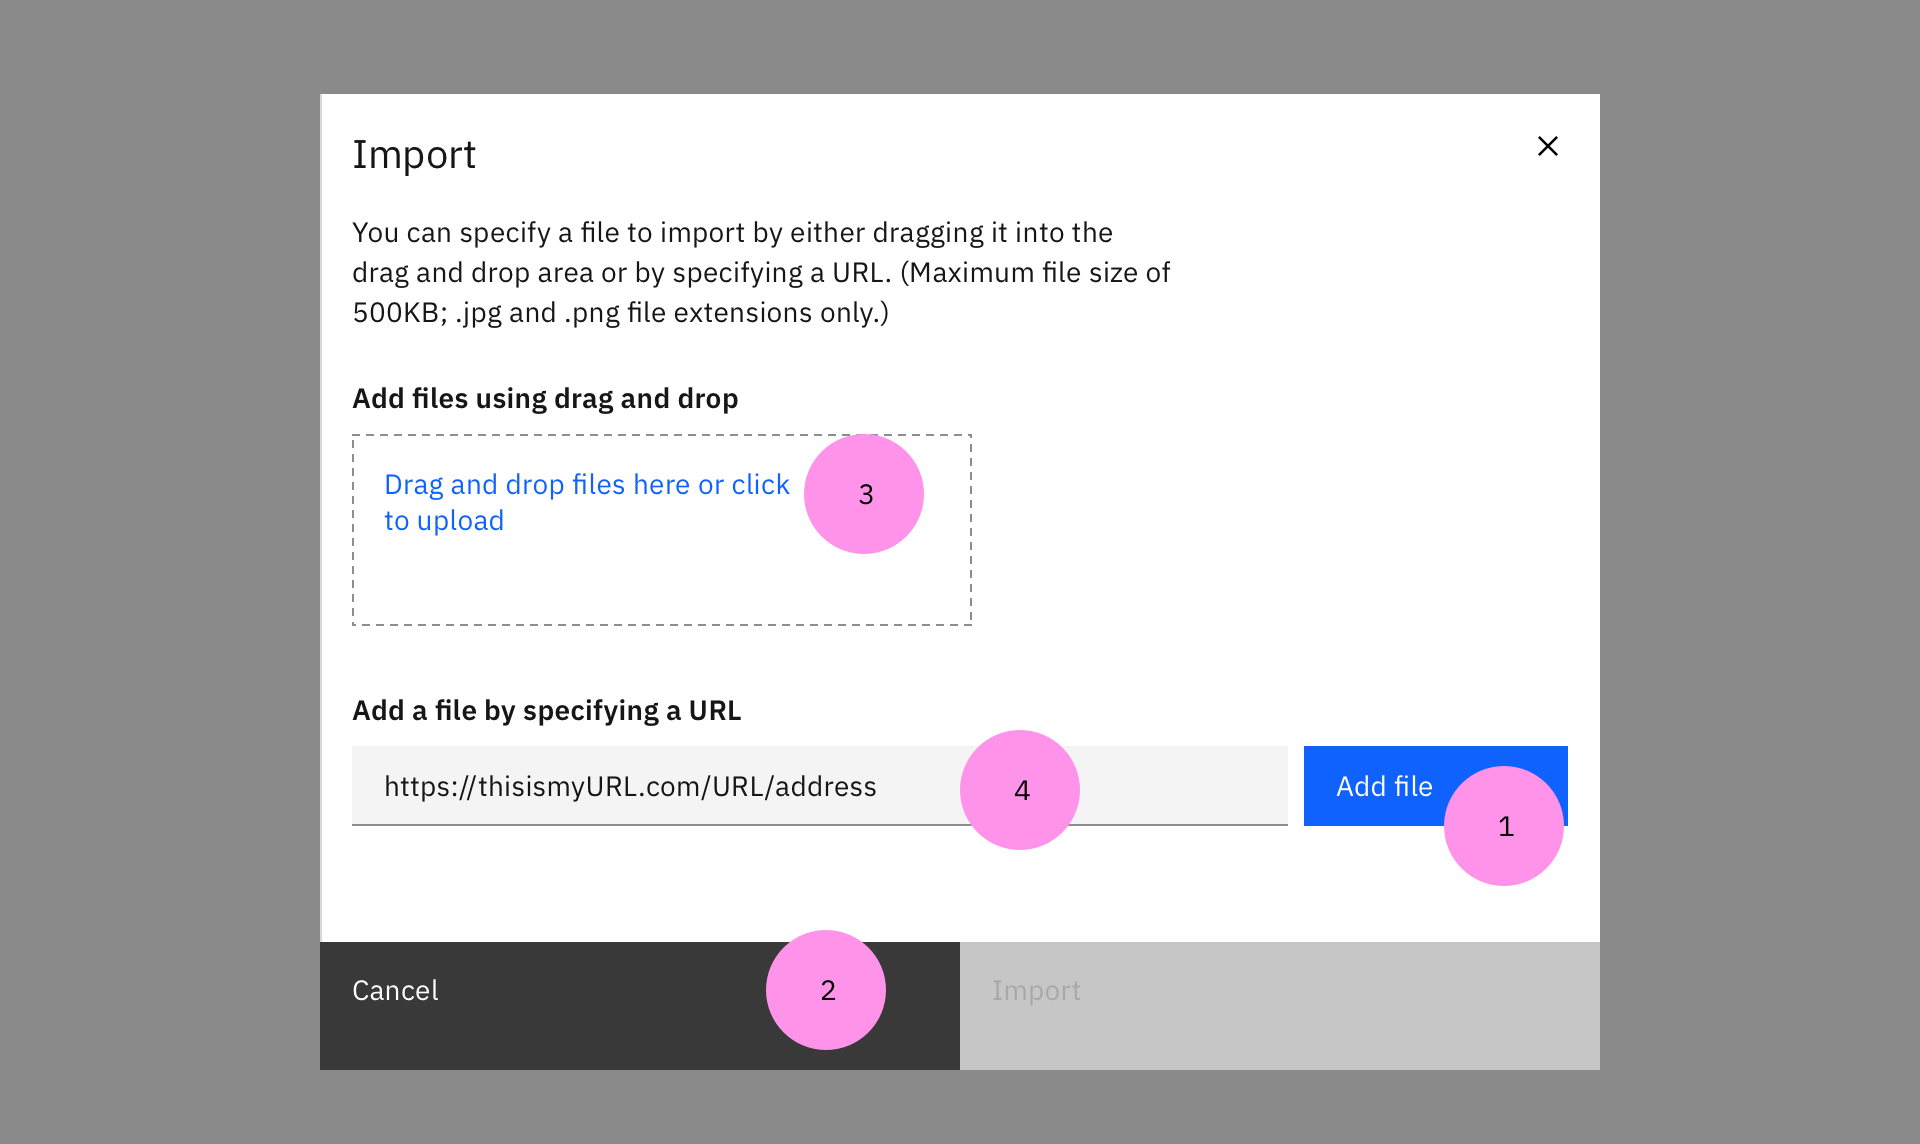 Import
You can specify a file to import by either dragging it into the
drag and drop area or by specifying a URL. (Maximum file size of
500KB; .jpg and .png file extensions only.)
Add files using drag and drop
Drag and drop files here or click
to upload
3
Add a file by specifying a URL
https://thisismyURL.com/URL/address
4
Add file
1
Cancel
2
Import